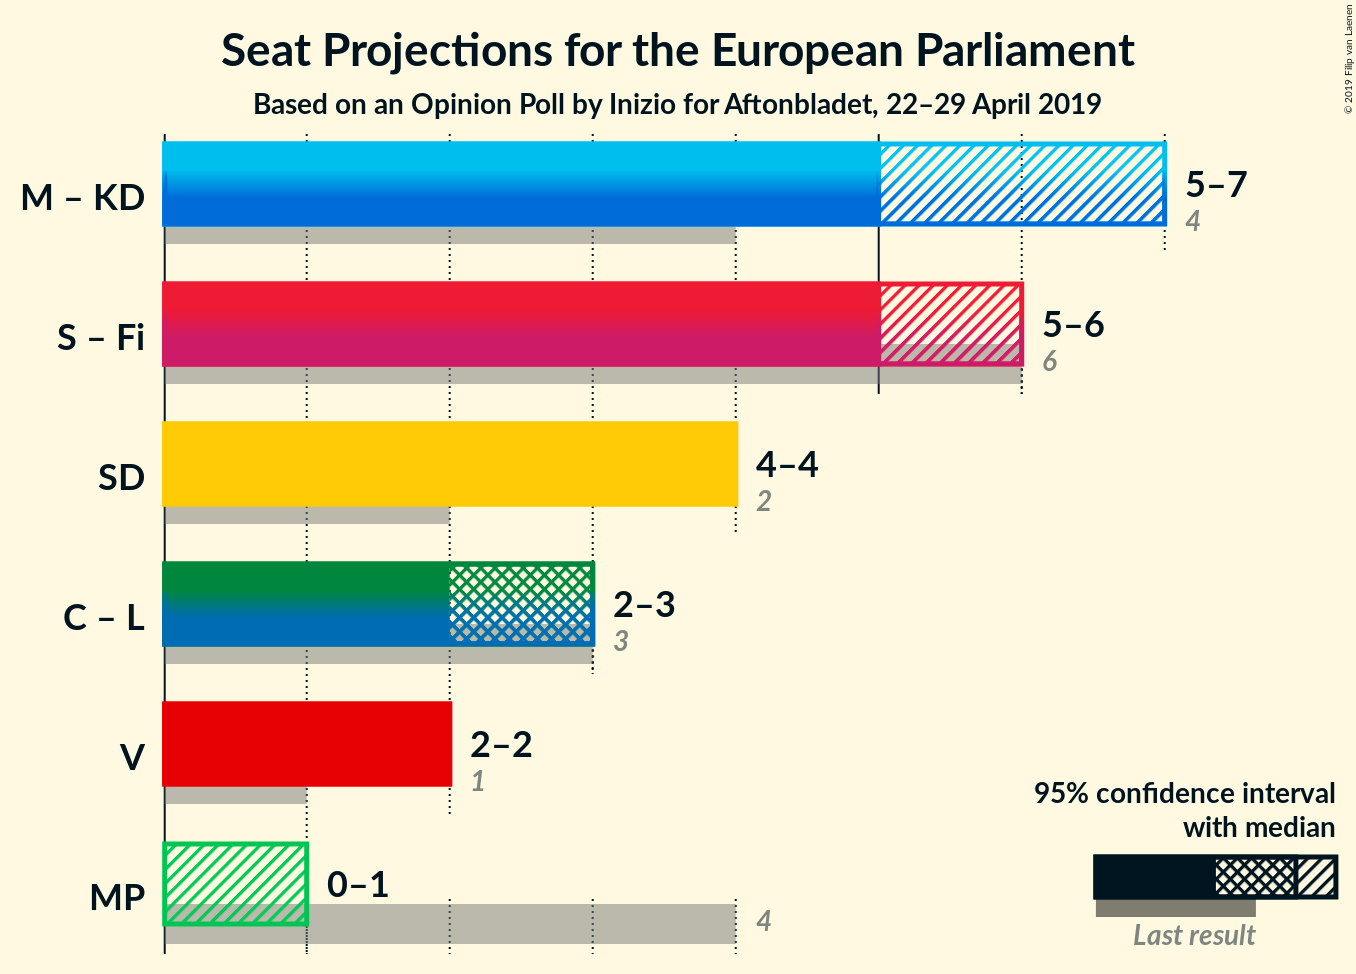 Seat Projections for the European Parliament
Based on an Opinion Poll by Inizio for Aftonbladet, 22–29 April 2019
© 2019 Filip van Laenen
M – KD
5–7
4
S – Fi
5–6
6
SD
4–4
2
C – L
2–3
3
V
2–2
1
MP
0–1
4
95% confidence interval
with median
Last result